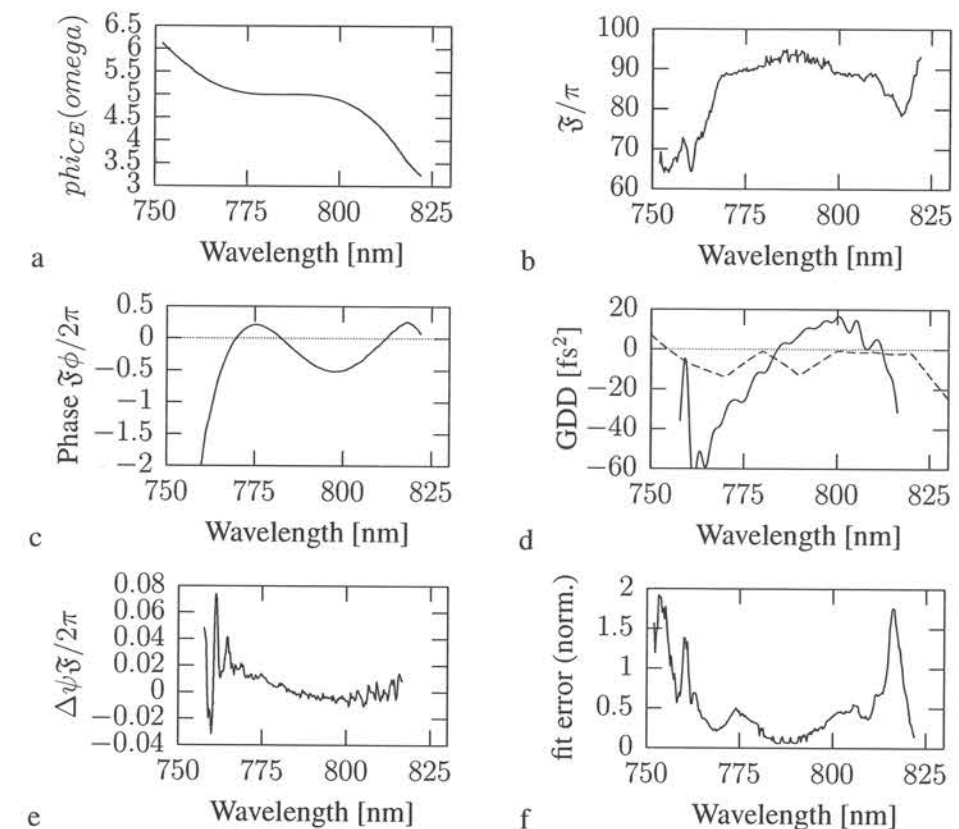 phi_{CE}(omega)
6.5
6
5.5
5
4.5
4
3.5
3
750 775 800 825
Wavelength [nm]
a
𝔉/π
100
90
80
70
60
750 775 800 825
Wavelength [nm]
b
Phase 𝔉ϕ/2π
0.5
0
−0.5
−1
−1.5
−2
750 775 800 825
Wavelength [nm]
c
GDD [fs²]
20
0
−20
−40
−60
750 775 800 825
Wavelength [nm]
d
Δψ𝔉/2π
0.08
0.06
0.04
0.02
0
−0.02
−0.04
750 775 800 825
Wavelength [nm]
e
fit error (norm.)
2
1.5
1
0.5
0
750 775 800 825
Wavelength [nm]
f